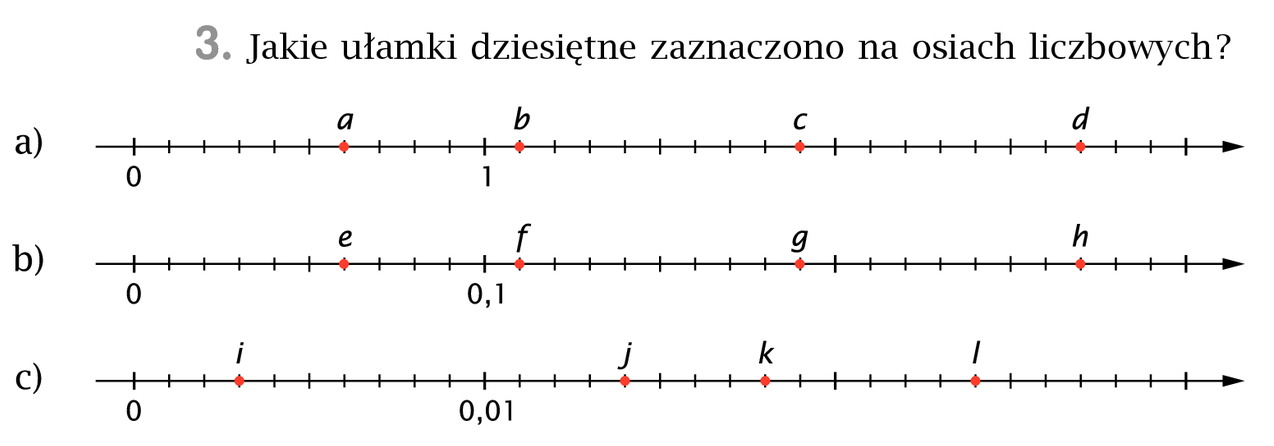 3. Jakie ułamki dziesiętne zaznaczono na osiach liczbowych?
a) a b c d
0 1
b) e f g h
0 0,1
c) i j k l
0 0,01